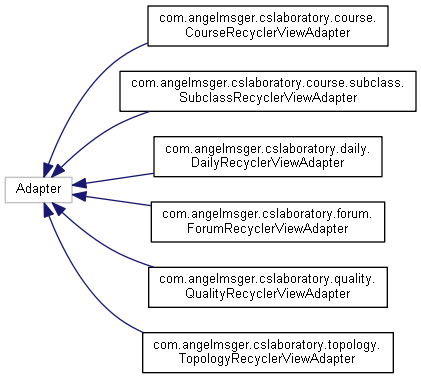 com.angelmsger.cslaboratory.course.
CourseRecyclerViewAdapter
com.angelmsger.cslaboratory.course.subclass.
SubclassRecyclerViewAdapter
com.angelmsger.cslaboratory.daily.
DailyRecyclerViewAdapter
Adapter
com.angelmsger.cslaboratory.forum.
ForumRecyclerViewAdapter
com.angelmsger.cslaboratory.quality.
QualityRecyclerViewAdapter
com.angelmsger.cslaboratory.topology.
TopologyRecyclerViewAdapter